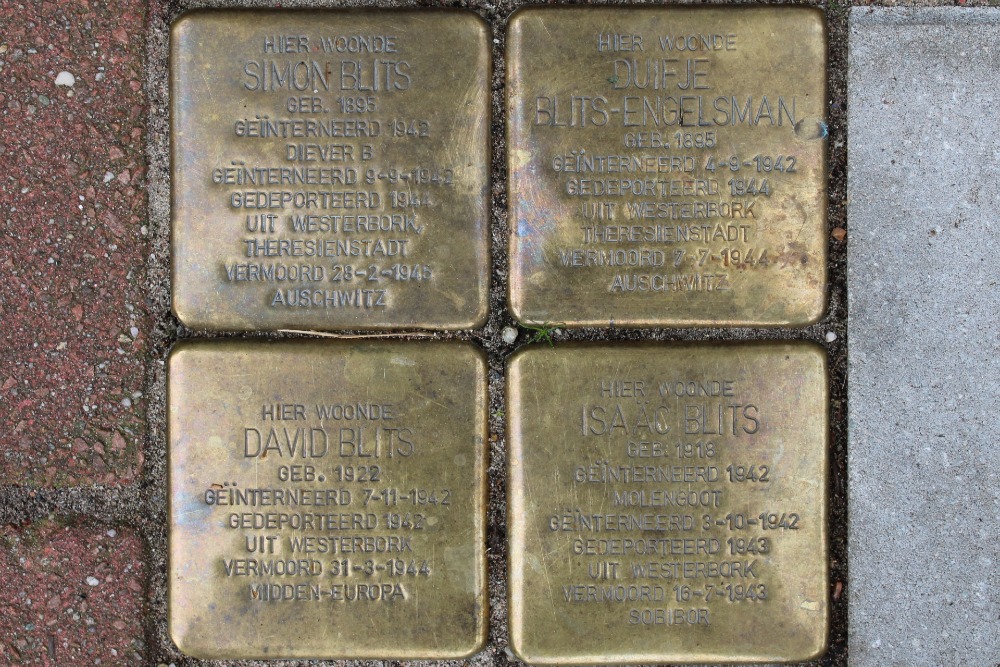 HIER WOONDE
SIMON BLITS
GEB. 1895
GEÏNTERNEERD 1942
DIEVER B
GEÏNTERNEERD 9-9-1942
GEDEPORTEERD 1944
UIT WESTERBORK,
THERESIENSTADT
VERMOORD 28-2-1945
AUSCHWITZ
HIER WOONDE
DUIFJE
BLITS-ENGELSMAN
GEB. 1895
GEÏNTERNEERD 4-9-1942
GEDEPORTEERD 1944
UIT WESTERBORK
THERESIENSTADT
VERMOORD 7-7-1944
AUSCHWITZ
HIER WOONDE
DAVID BLITS
GEB. 1922
GEÏNTERNEERD 7-11-1942
GEDEPORTEERD 1942
UIT WESTERBORK
VERMOORD 31-3-1944
MIDDEN-EUROPA
HIER WOONDE
ISAÄC BLITS
GEB. 1918
GEÏNTERNEERD 1942
MOLENGOOT
GEÏNTERNEERD 3-10-1942
GEDEPORTEERD 1943
UIT WESTERBORK
VERMOORD 16-7-1943
SOBIBOR